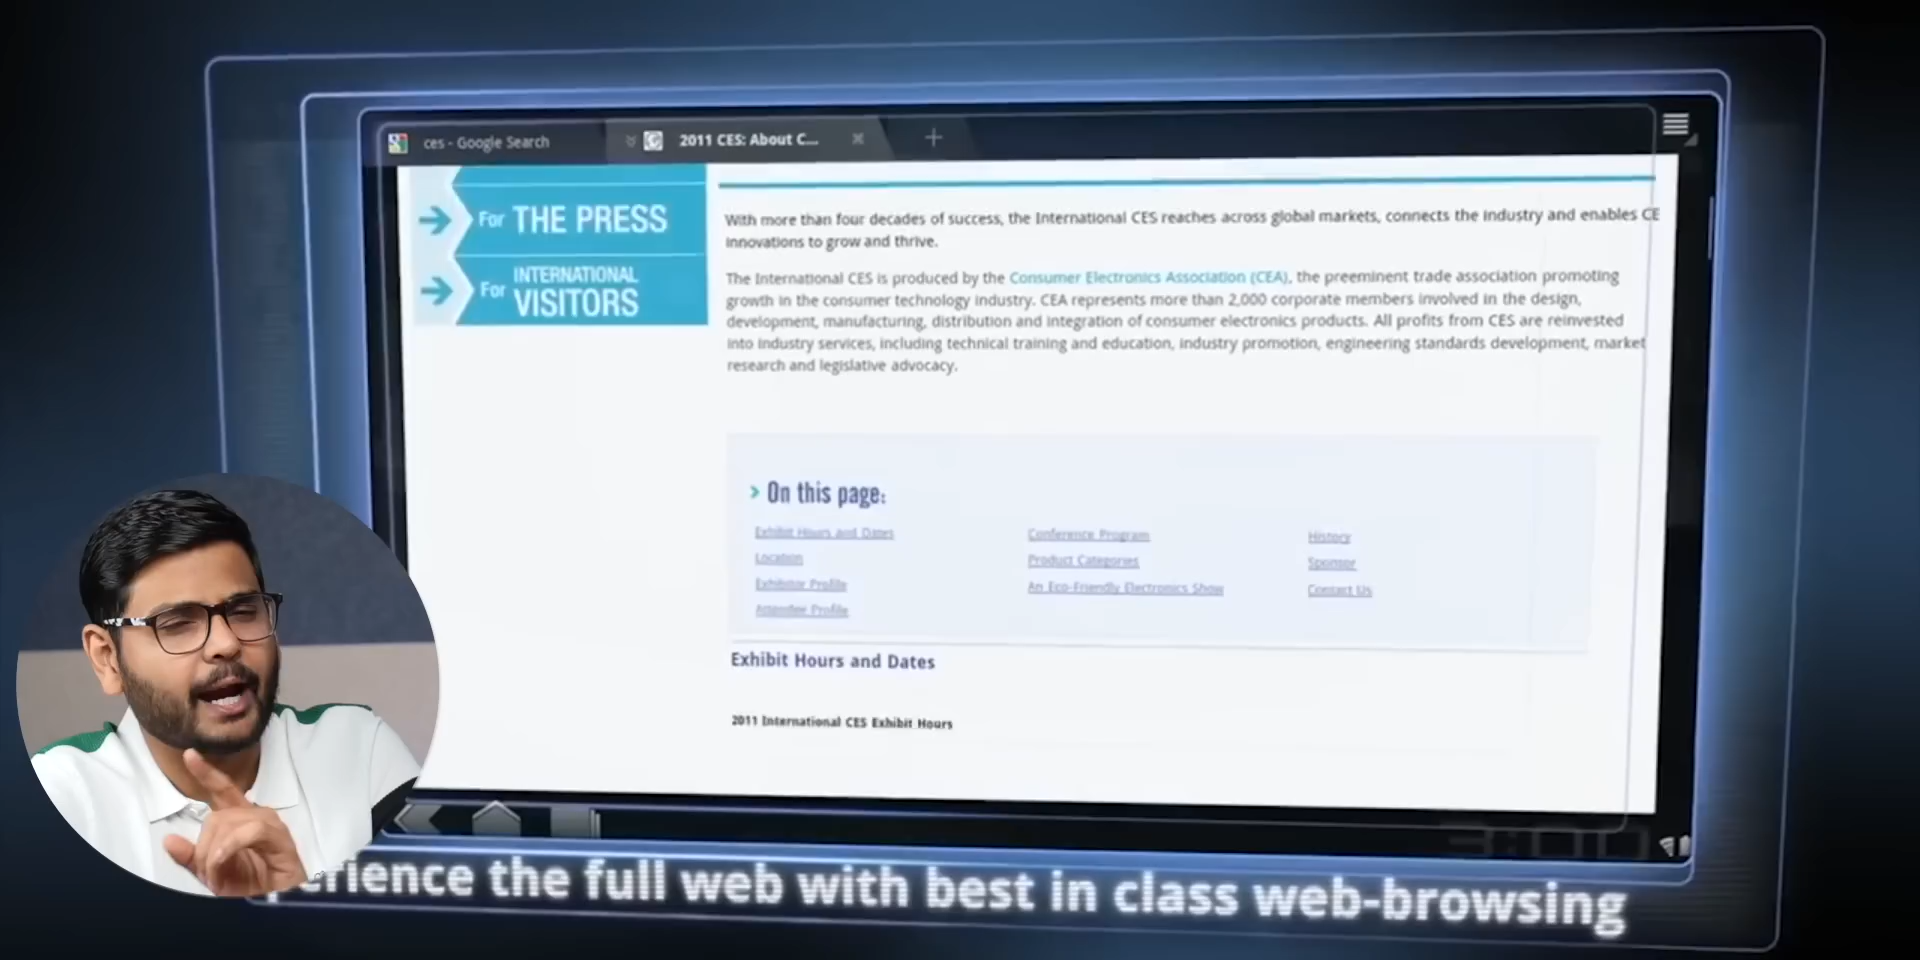 ces - Google Search
2011 CES: About C...
For THE PRESS
For INTERNATIONAL VISITORS
With more than four decades of success, the International CES reaches across global markets, connects the industry and enables CE
innovations to grow and thrive.
The International CES is produced by the Consumer Electronics Association (CEA), the preeminent trade association promoting
growth in the consumer technology industry. CEA represents more than 2,000 corporate members involved in the design,
development, manufacturing, distribution and integration of consumer electronics products. All profits from CES are reinvested
into industry services, including technical training and education, industry promotion, engineering standards development, market
research and legislative advocacy.
> On this page:
Exhibit Hours and Dates
Location
Exhibitor Profile
Attendee Profile
Conference Program
Product Categories
An Eco-Friendly Electronics Show
History
Sponsor
Contact Us
Exhibit Hours and Dates
2011 International CES Exhibit Hours
3:00
perience the full web with best in class web-browsing